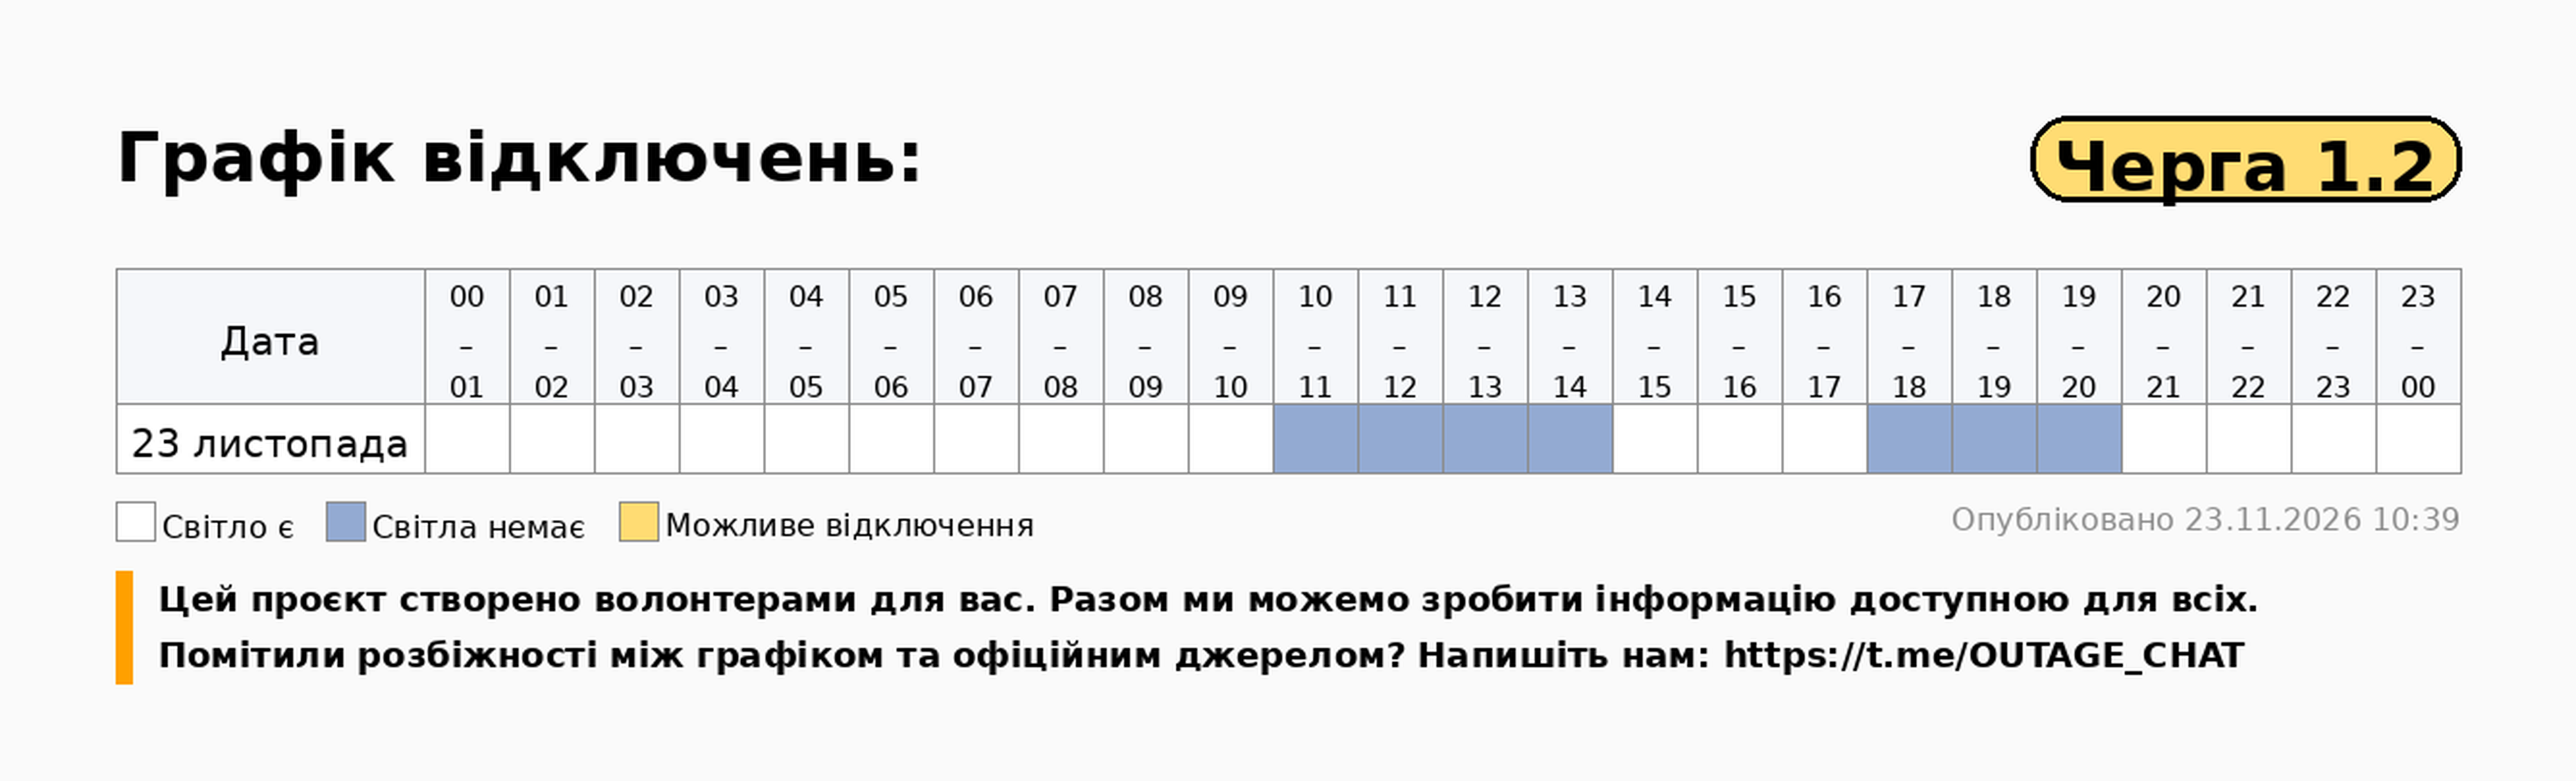 Графік відключень:
Черга 1.2
Дата
00 – 01
01 – 02
02 – 03
03 – 04
04 – 05
05 – 06
06 – 07
07 – 08
08 – 09
09 – 10
10 – 11
11 – 12
12 – 13
13 – 14
14 – 15
15 – 16
16 – 17
17 – 18
18 – 19
19 – 20
20 – 21
21 – 22
22 – 23
23 – 00
23 листопада
Світло є
Світла немає
Можливе відключення
Опубліковано 23.11.2026 10:39
Цей проєкт створено волонтерами для вас. Разом ми можемо зробити інформацію доступною для всіх.
Помітили розбіжності між графіком та офіційним джерелом? Напишіть нам: https://t.me/OUTAGE_CHAT